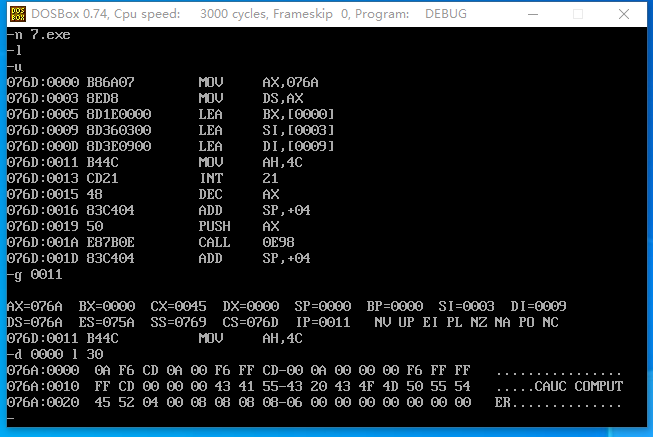 DOSBox 0.74, Cpu speed: 3000 cycles, Frameskip 0, Program: DEBUG
-n 7.exe
-l
-u
076D:0000 B86A07 MOV AX,076A
076D:0003 8ED8 MOV DS,AX
076D:0005 8D1E0000 LEA BX,[0000]
076D:0009 8D360300 LEA SI,[0003]
076D:000D 8D3E0900 LEA DI,[0009]
076D:0011 B44C MOV AH,4C
076D:0013 CD21 INT 21
076D:0015 48 DEC AX
076D:0016 83C404 ADD SP,+04
076D:0019 50 PUSH AX
076D:001A E87B0E CALL 0E98
076D:001D 83C404 ADD SP,+04
-g 0011
AX=076A BX=0000 CX=0045 DX=0000 SP=0000 BP=0000 SI=0003 DI=0009
DS=076A ES=075A SS=0769 CS=076D IP=0011 NV UP EI PL NZ NA PO NC
076D:0011 B44C MOV AH,4C
-d 0000 l 30
076A:0000 0A F6 CD 0A 00 F6 FF CD-00 0A 00 00 00 F6 FF FF ................
076A:0010 FF CD 00 00 00 43 41 55-43 20 43 4F 4D 50 55 54 .....CAUC COMPUT
076A:0020 45 52 04 00 08 08 08 08-06 00 00 00 00 00 00 00 ER..............
-